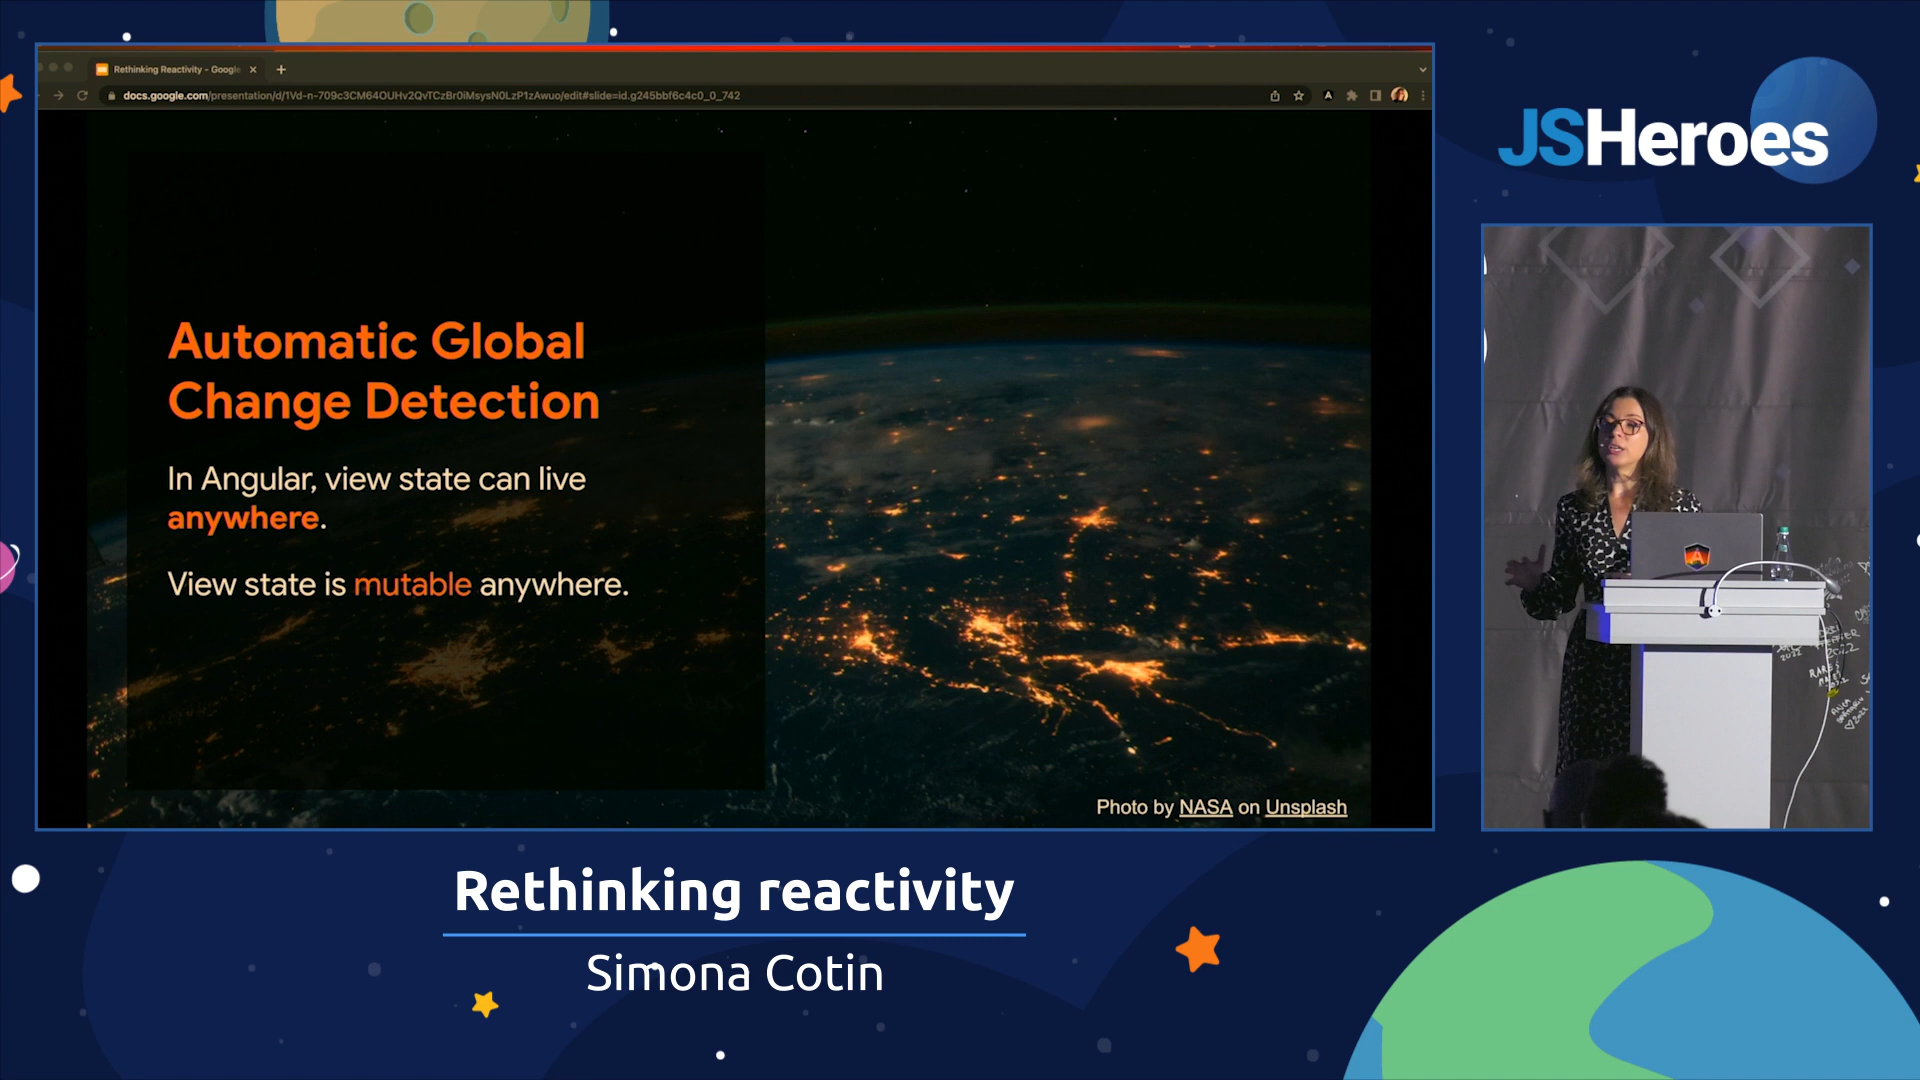 Rethinking Reactivity - Google
docs.google.com/presentation/d/1Vd-n-709c3CM64OUHv2QvTCzBr0iMsysN0LzP1zAwuo/edit#slide=id.g245bbf6c4c0_0_742
JSHeroes
Automatic Global
Change Detection
In Angular, view state can live
anywhere.
View state is mutable anywhere.
Photo by NASA on Unsplash
A
2022
Rethinking reactivity
Simona Cotin